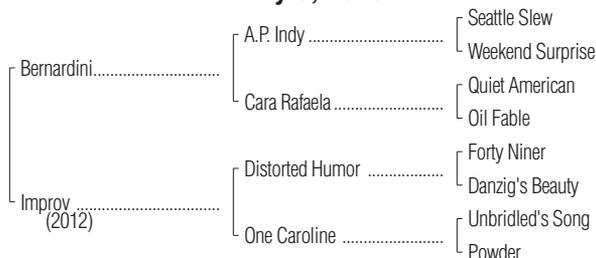 Seattle Slew
A.P. Indy
Weekend Surprise
Bernardini
Quiet American
Cara Rafaela
Oil Fable
Forty Niner
Distorted Humor
Danzig's Beauty
Improv
(2012)
Unbridled's Song
One Caroline
Powder